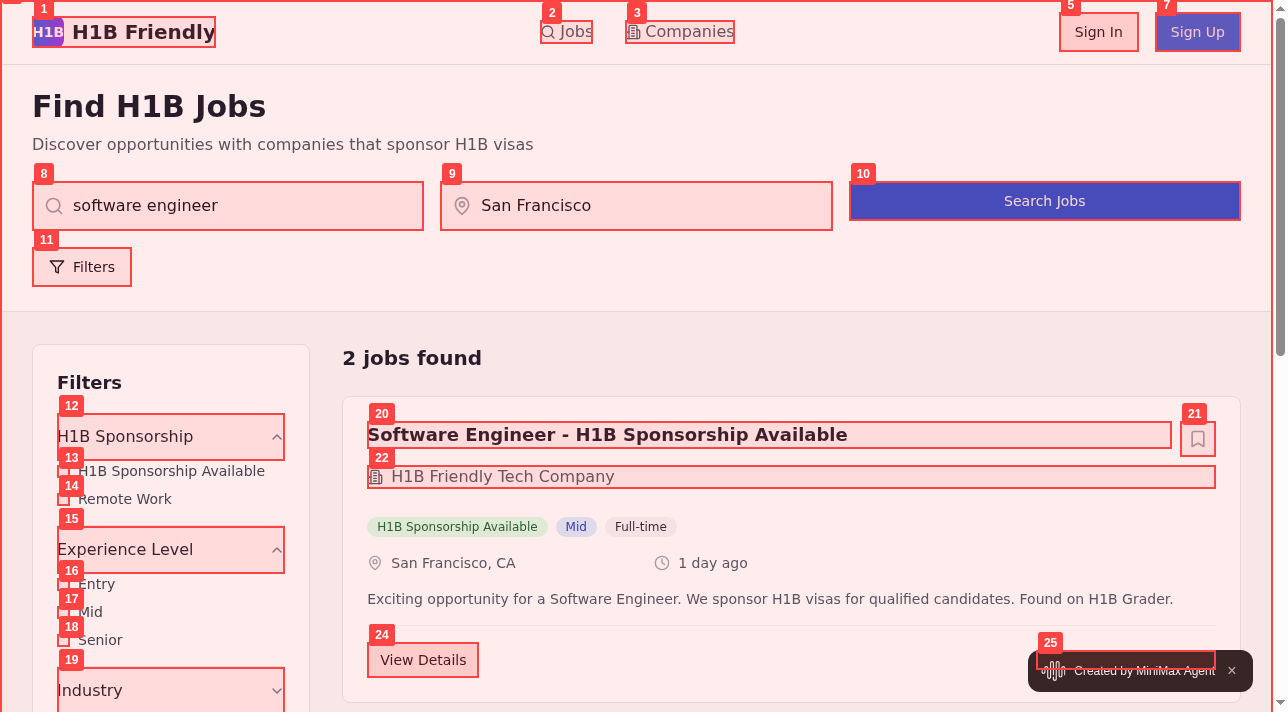 1
H1B H1B Friendly
2
Jobs
3
Companies
5
Sign In
7
Sign Up
Find H1B Jobs
Discover opportunities with companies that sponsor H1B visas
8
software engineer
9
San Francisco
10
Search Jobs
11
Filters
Filters
12
H1B Sponsorship
13
H1B Sponsorship Available
14
Remote Work
15
Experience Level
16
Entry
17
Mid
18
Senior
19
Industry
2 jobs found
20
Software Engineer - H1B Sponsorship Available
21
22
H1B Friendly Tech Company
H1B Sponsorship Available Mid Full-time
San Francisco, CA 1 day ago
Exciting opportunity for a Software Engineer. We sponsor H1B visas for qualified candidates. Found on H1B Grader.
24
View Details
25
Created by MiniMax Agent ×